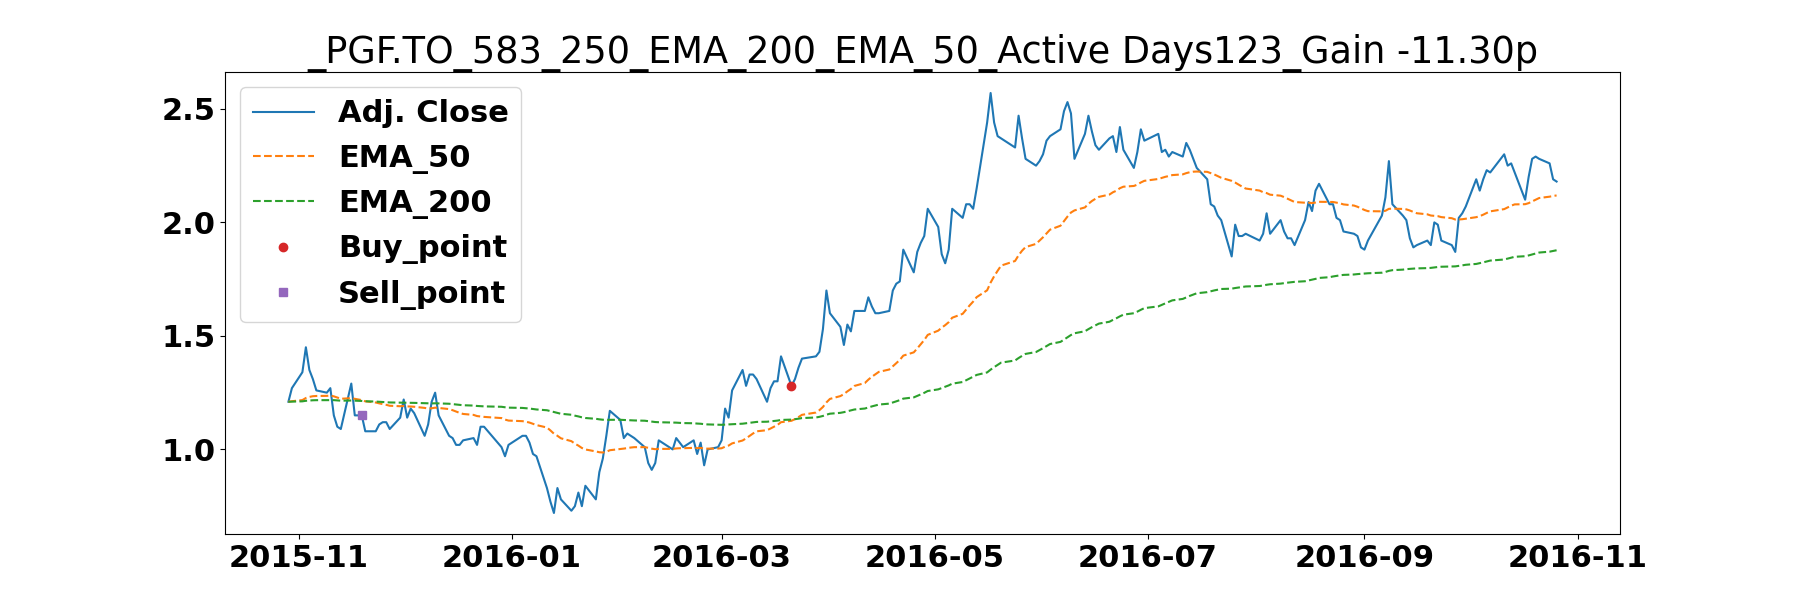 _PGF.TO_583_250_EMA_200_EMA_50_Active Days123_Gain -11.30p
2.5
2.0
1.5
1.0
Adj. Close
EMA_50
EMA_200
Buy_point
Sell_point
2015-11 2016-01 2016-03 2016-05 2016-07 2016-09 2016-11